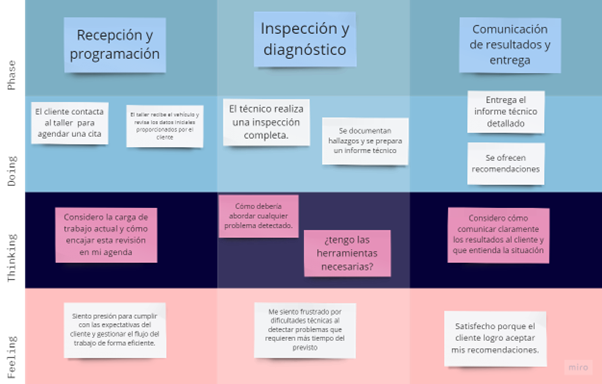 Phase
Recepción y
programación
Inspección y
diagnóstico
Comunicación
de resultados y
entrega
Doing
El cliente contacta
al taller para
agendar una cita
El taller recibe el vehículo y
revisa los datos iniciales
proporcionados por el
cliente
El técnico realiza
una inspección
completa.
Se documentan
hallazgos y se prepara
un informe técnico
Entrega el
informe técnico
detallado
Se ofrecen
recomendaciones
Thinking
Considero la carga de
trabajo actual y cómo
encajar esta revisión
en mi agenda
Cómo debería
abordar cualquier
problema detectado.
¿tengo las
herramientas
necesarias?
Considero cómo
comunicar claramente
los resultados al cliente y
que entienda la situación
Feeling
Siento presión para cumplir
con las expectativas del
cliente y gestionar el flujo
del trabajo de forma eficiente.
Me siento frustrado por
dificultades técnicas al
detectar problemas que
requieren más tiempo del
previsto
Satisfecho porque el
cliente logro aceptar
mis recomendaciones.
miro